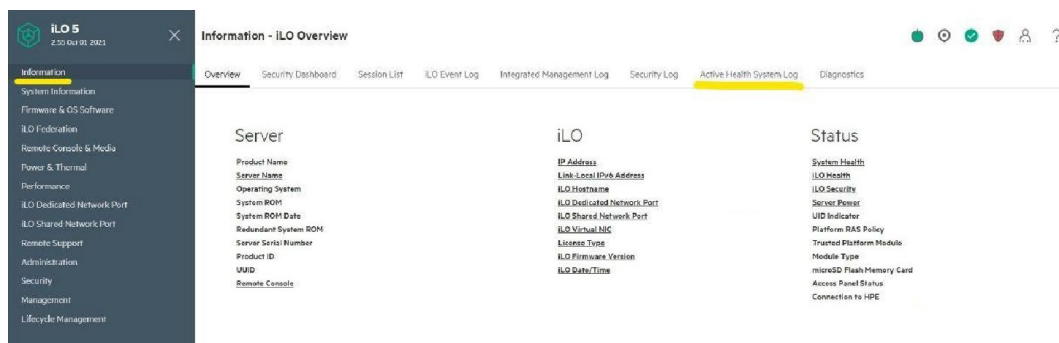 iLO 5
2.55 Oct 01 2021
Information - iLO Overview
?
Information
System Information
Firmware & OS Software
iLO Federation
Remote Console & Media
Power & Thermal
Performance
iLO Dedicated Network Port
iLO Shared Network Port
Remote Support
Administration
Security
Management
Lifecycle Management
Overview Security Dashboard Session List iLO Event Log Integrated Management Log Security Log Active Health System Log Diagnostics
Server
Product Name
Server Name
Operating System
System ROM
System ROM Date
Redundant System ROM
Server Serial Number
Product ID
UUID
Remote Console
iLO
IP Address
Link-Local IPv6 Address
iLO Hostname
iLO Dedicated Network Port
iLO Shared Network Port
iLO Virtual NIC
License Type
iLO Firmware Version
iLO Date/Time
Status
System Health
iLO Health
iLO Security
Server Power
UID Indicator
Platform RAS Policy
Trusted Platform Module
Module Type
microSD Flash Memory Card
Access Panel Status
Connection to HPE